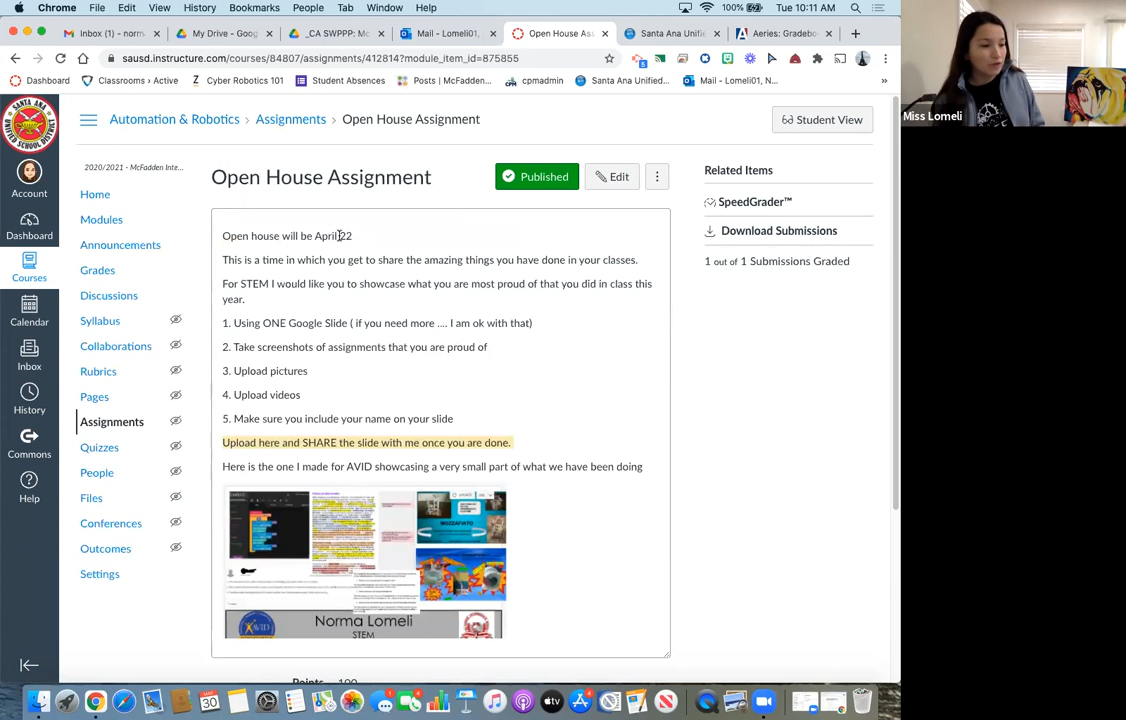 Chrome File Edit View History Bookmarks People Tab Window Help 100% Tue 10:11 AM
Inbox (1) - norm My Drive - Goog _CA SWPPP: Mc Mail - Lomeli01, Open House Ass Santa Ana Unifie Aeries: Gradebo
sausd.instructure.com/courses/84807/assignments/412814?module_item_id=875855
Dashboard Classrooms › Active Cyber Robotics 101 Student Absences Posts | McFadden... cpmadmin Santa Ana Unified... Mail - Lomeli01, N...
Miss Lomeli
Automation & Robotics › Assignments › Open House Assignment
Student View
Account
Dashboard
Courses
Calendar
Inbox
History
Commons
Help
2020/2021 - McFadden Inte...
Home
Modules
Announcements
Grades
Discussions
Syllabus
Collaborations
Rubrics
Pages
Assignments
Quizzes
People
Files
Conferences
Outcomes
Settings
Open House Assignment
Published
Edit
Open house will be April 22
This is a time in which you get to share the amazing things you have done in your classes.
For STEM I would like you to showcase what you are most proud of that you did in class this
year.
1. Using ONE Google Slide ( if you need more .... I am ok with that)
2. Take screenshots of assignments that you are proud of
3. Upload pictures
4. Upload videos
5. Make sure you include your name on your slide
Upload here and SHARE the slide with me once you are done.
Here is the one I made for AVID showcasing a very small part of what we have been doing
MOZZAFIATO
AVID
Norma Lomeli
STEM
Points 100
Related Items
SpeedGrader™
Download Submissions
1 out of 1 Submissions Graded